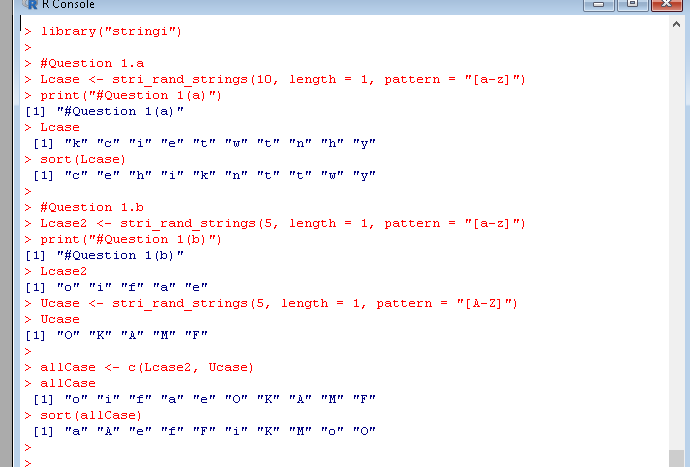 R Console
> library("stringi")
>
> #Question 1.a
> Lcase <- stri_rand_strings(10, length = 1, pattern = "[a-z]")
> print("#Question 1(a)")
[1] "#Question 1(a)"
> Lcase
 [1] "k" "c" "i" "e" "t" "w" "t" "n" "h" "y"
> sort(Lcase)
 [1] "c" "e" "h" "i" "k" "n" "t" "t" "w" "y"
>
> #Question 1.b
> Lcase2 <- stri_rand_strings(5, length = 1, pattern = "[a-z]")
> print("#Question 1(b)")
[1] "#Question 1(b)"
> Lcase2
[1] "o" "i" "f" "a" "e"
> Ucase <- stri_rand_strings(5, length = 1, pattern = "[A-Z]")
> Ucase
[1] "O" "K" "A" "M" "F"
>
> allCase <- c(Lcase2, Ucase)
> allCase
 [1] "o" "i" "f" "a" "e" "O" "K" "A" "M" "F"
> sort(allCase)
 [1] "a" "A" "e" "f" "F" "i" "K" "M" "o" "O"
>
>